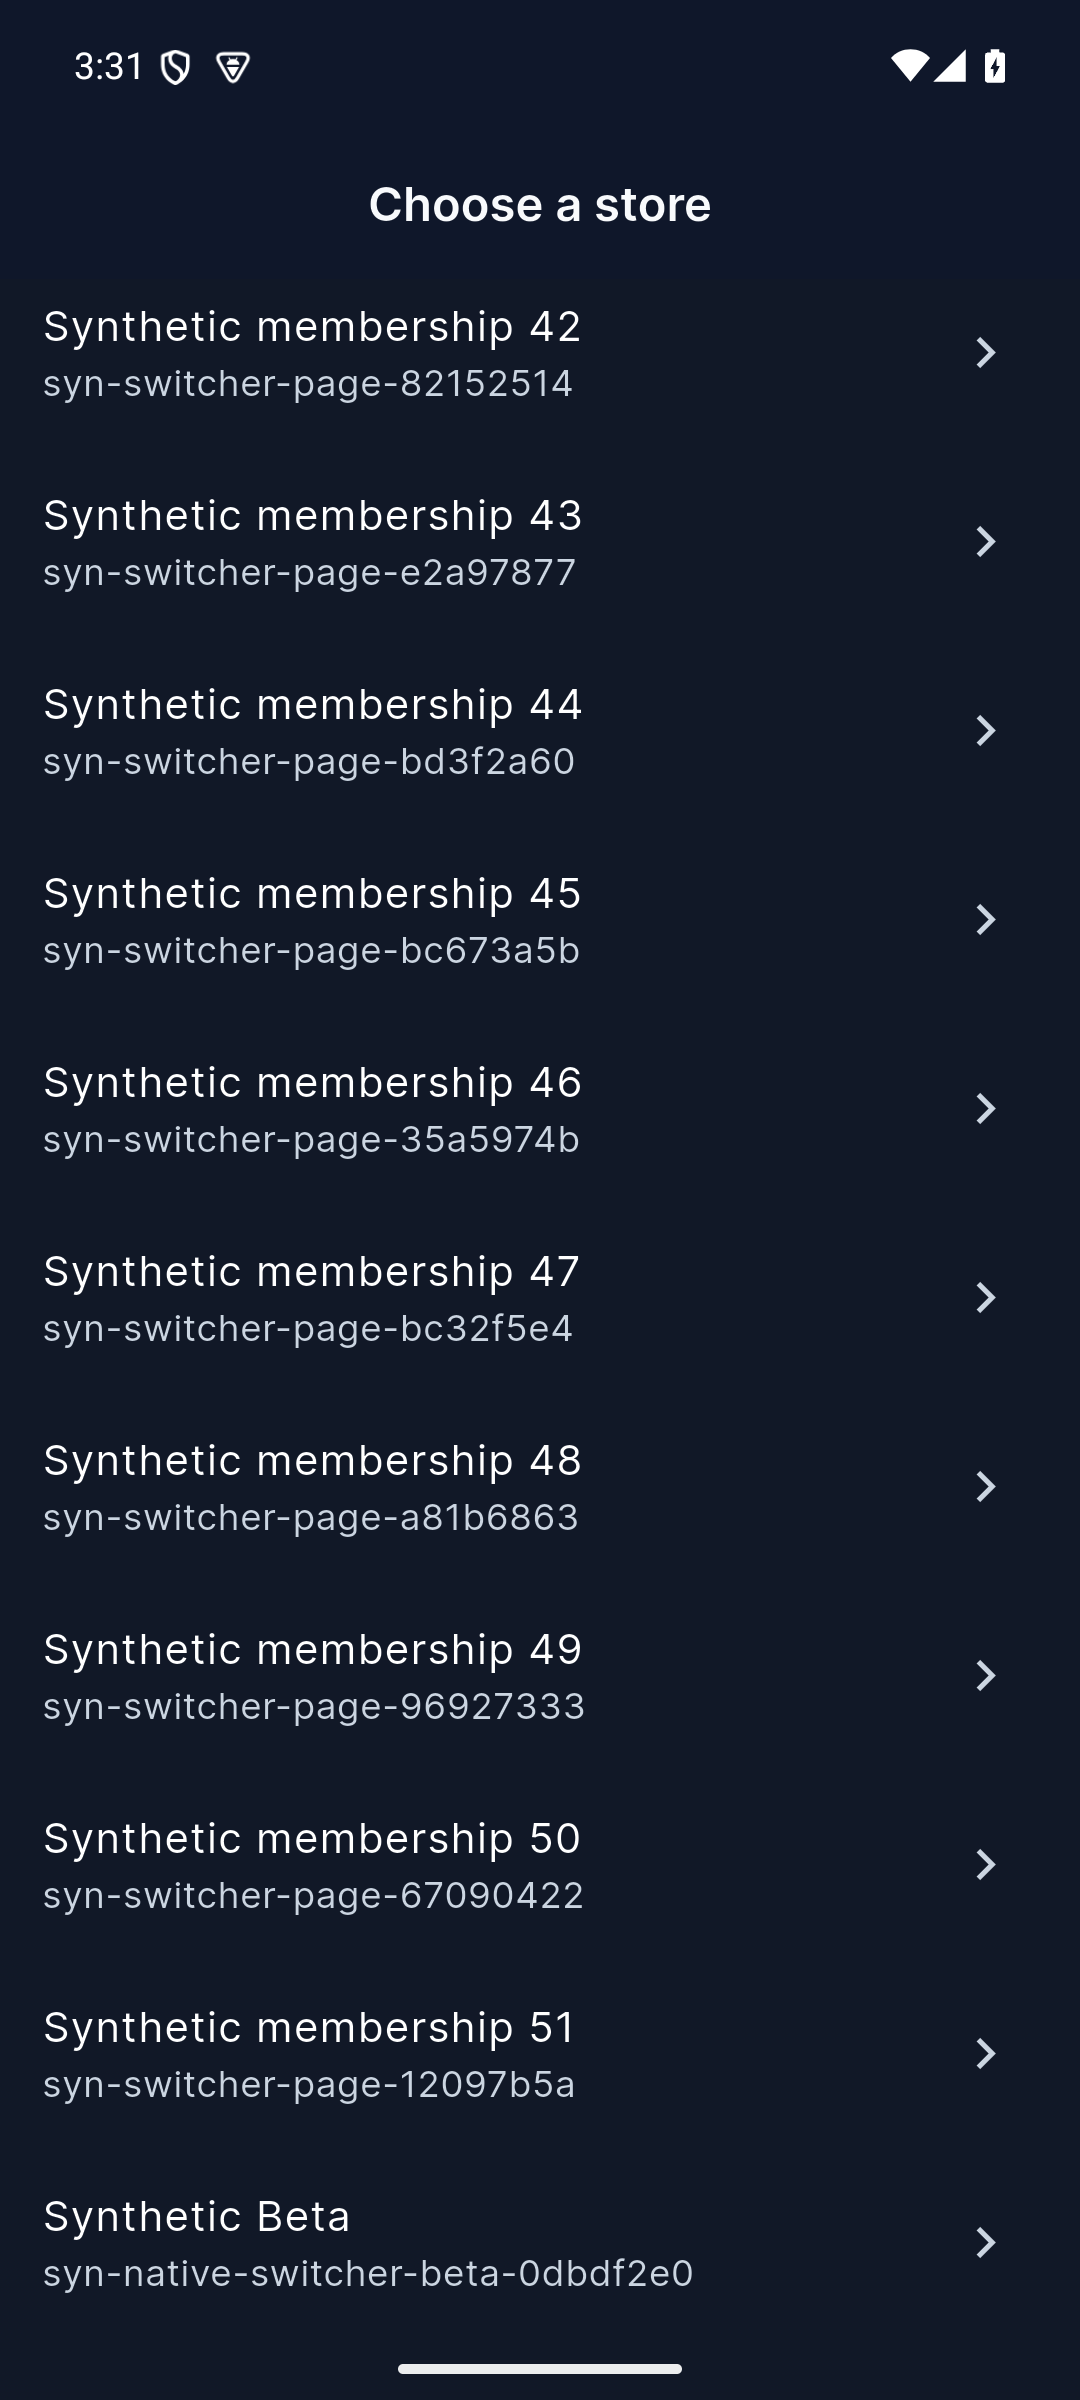 3:31
Choose a store
Synthetic membership 42
syn-switcher-page-82152514
Synthetic membership 43
syn-switcher-page-e2a97877
Synthetic membership 44
syn-switcher-page-bd3f2a60
Synthetic membership 45
syn-switcher-page-bc673a5b
Synthetic membership 46
syn-switcher-page-35a5974b
Synthetic membership 47
syn-switcher-page-bc32f5e4
Synthetic membership 48
syn-switcher-page-a81b6863
Synthetic membership 49
syn-switcher-page-96927333
Synthetic membership 50
syn-switcher-page-67090422
Synthetic membership 51
syn-switcher-page-12097b5a
Synthetic Beta
syn-native-switcher-beta-0dbdf2e0